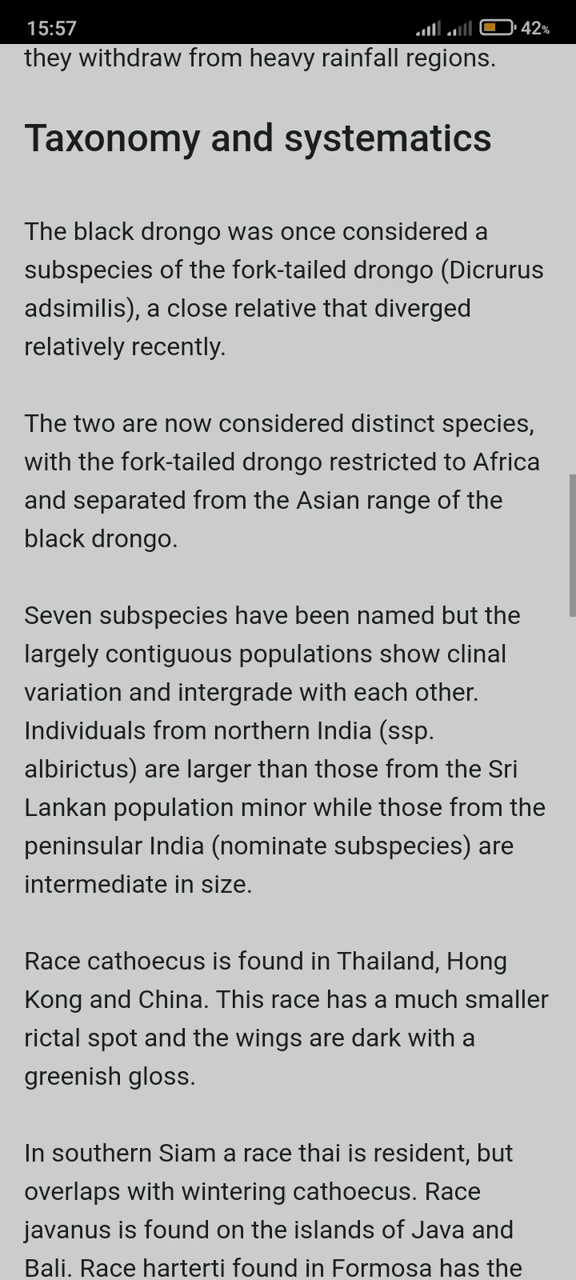 15:57
42%
they withdraw from heavy rainfall regions.
Taxonomy and systematics
The black drongo was once considered a
subspecies of the fork-tailed drongo (Dicrurus
adsimilis), a close relative that diverged
relatively recently.
The two are now considered distinct species,
with the fork-tailed drongo restricted to Africa
and separated from the Asian range of the
black drongo.
Seven subspecies have been named but the
largely contiguous populations show clinal
variation and intergrade with each other.
Individuals from northern India (ssp.
albirictus) are larger than those from the Sri
Lankan population minor while those from the
peninsular India (nominate subspecies) are
intermediate in size.
Race cathoecus is found in Thailand, Hong
Kong and China. This race has a much smaller
rictal spot and the wings are dark with a
greenish gloss.
In southern Siam a race thai is resident, but
overlaps with wintering cathoecus. Race
javanus is found on the islands of Java and
Bali. Race harterti found in Formosa has the